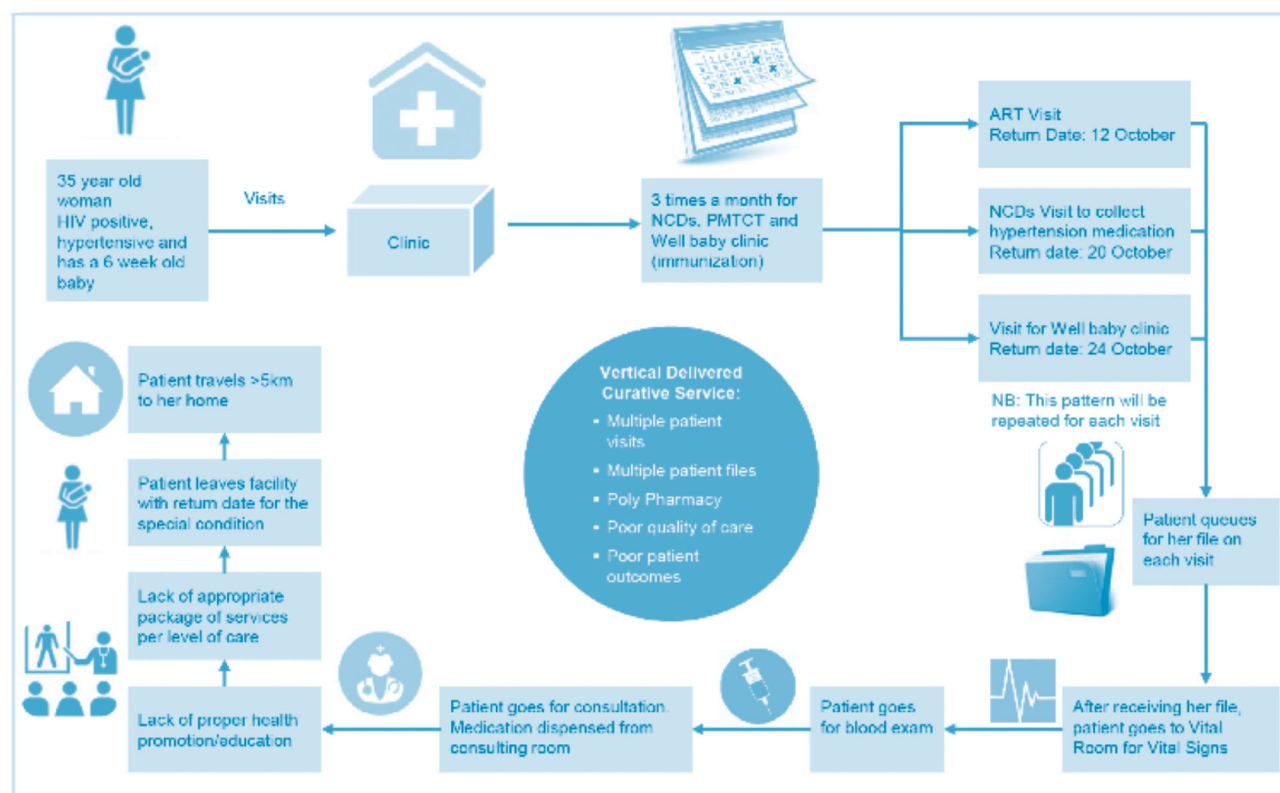 35 year old
woman
HIV positive,
hypertensive and
has a 6 week old
baby
Visits
Clinic
3 times a month for
NCDs, PMTCT and
Well baby clinic
(immunization)
ART Visit
Return Date: 12 October
NCDs Visit to collect
hypertension medication
Return date: 20 October
Visit for Well baby clinic
Return date: 24 October
NB: This pattern will be
repeated for each visit
Patient queues
for her file on
each visit
After receiving her file,
patient goes to Vital
Room for Vital Signs
Patient goes
for blood exam
Patient goes for consultation.
Medication dispensed from
consulting room
Lack of proper health
promotion/education
Lack of appropriate
package of services
per level of care
Patient leaves facility
with return date for the
special condition
Patient travels >5km
to her home
Vertical Delivered
Curative Service:
• Multiple patient
visits
• Multiple patient files
• Poly Pharmacy
• Poor quality of care
• Poor patient
outcomes